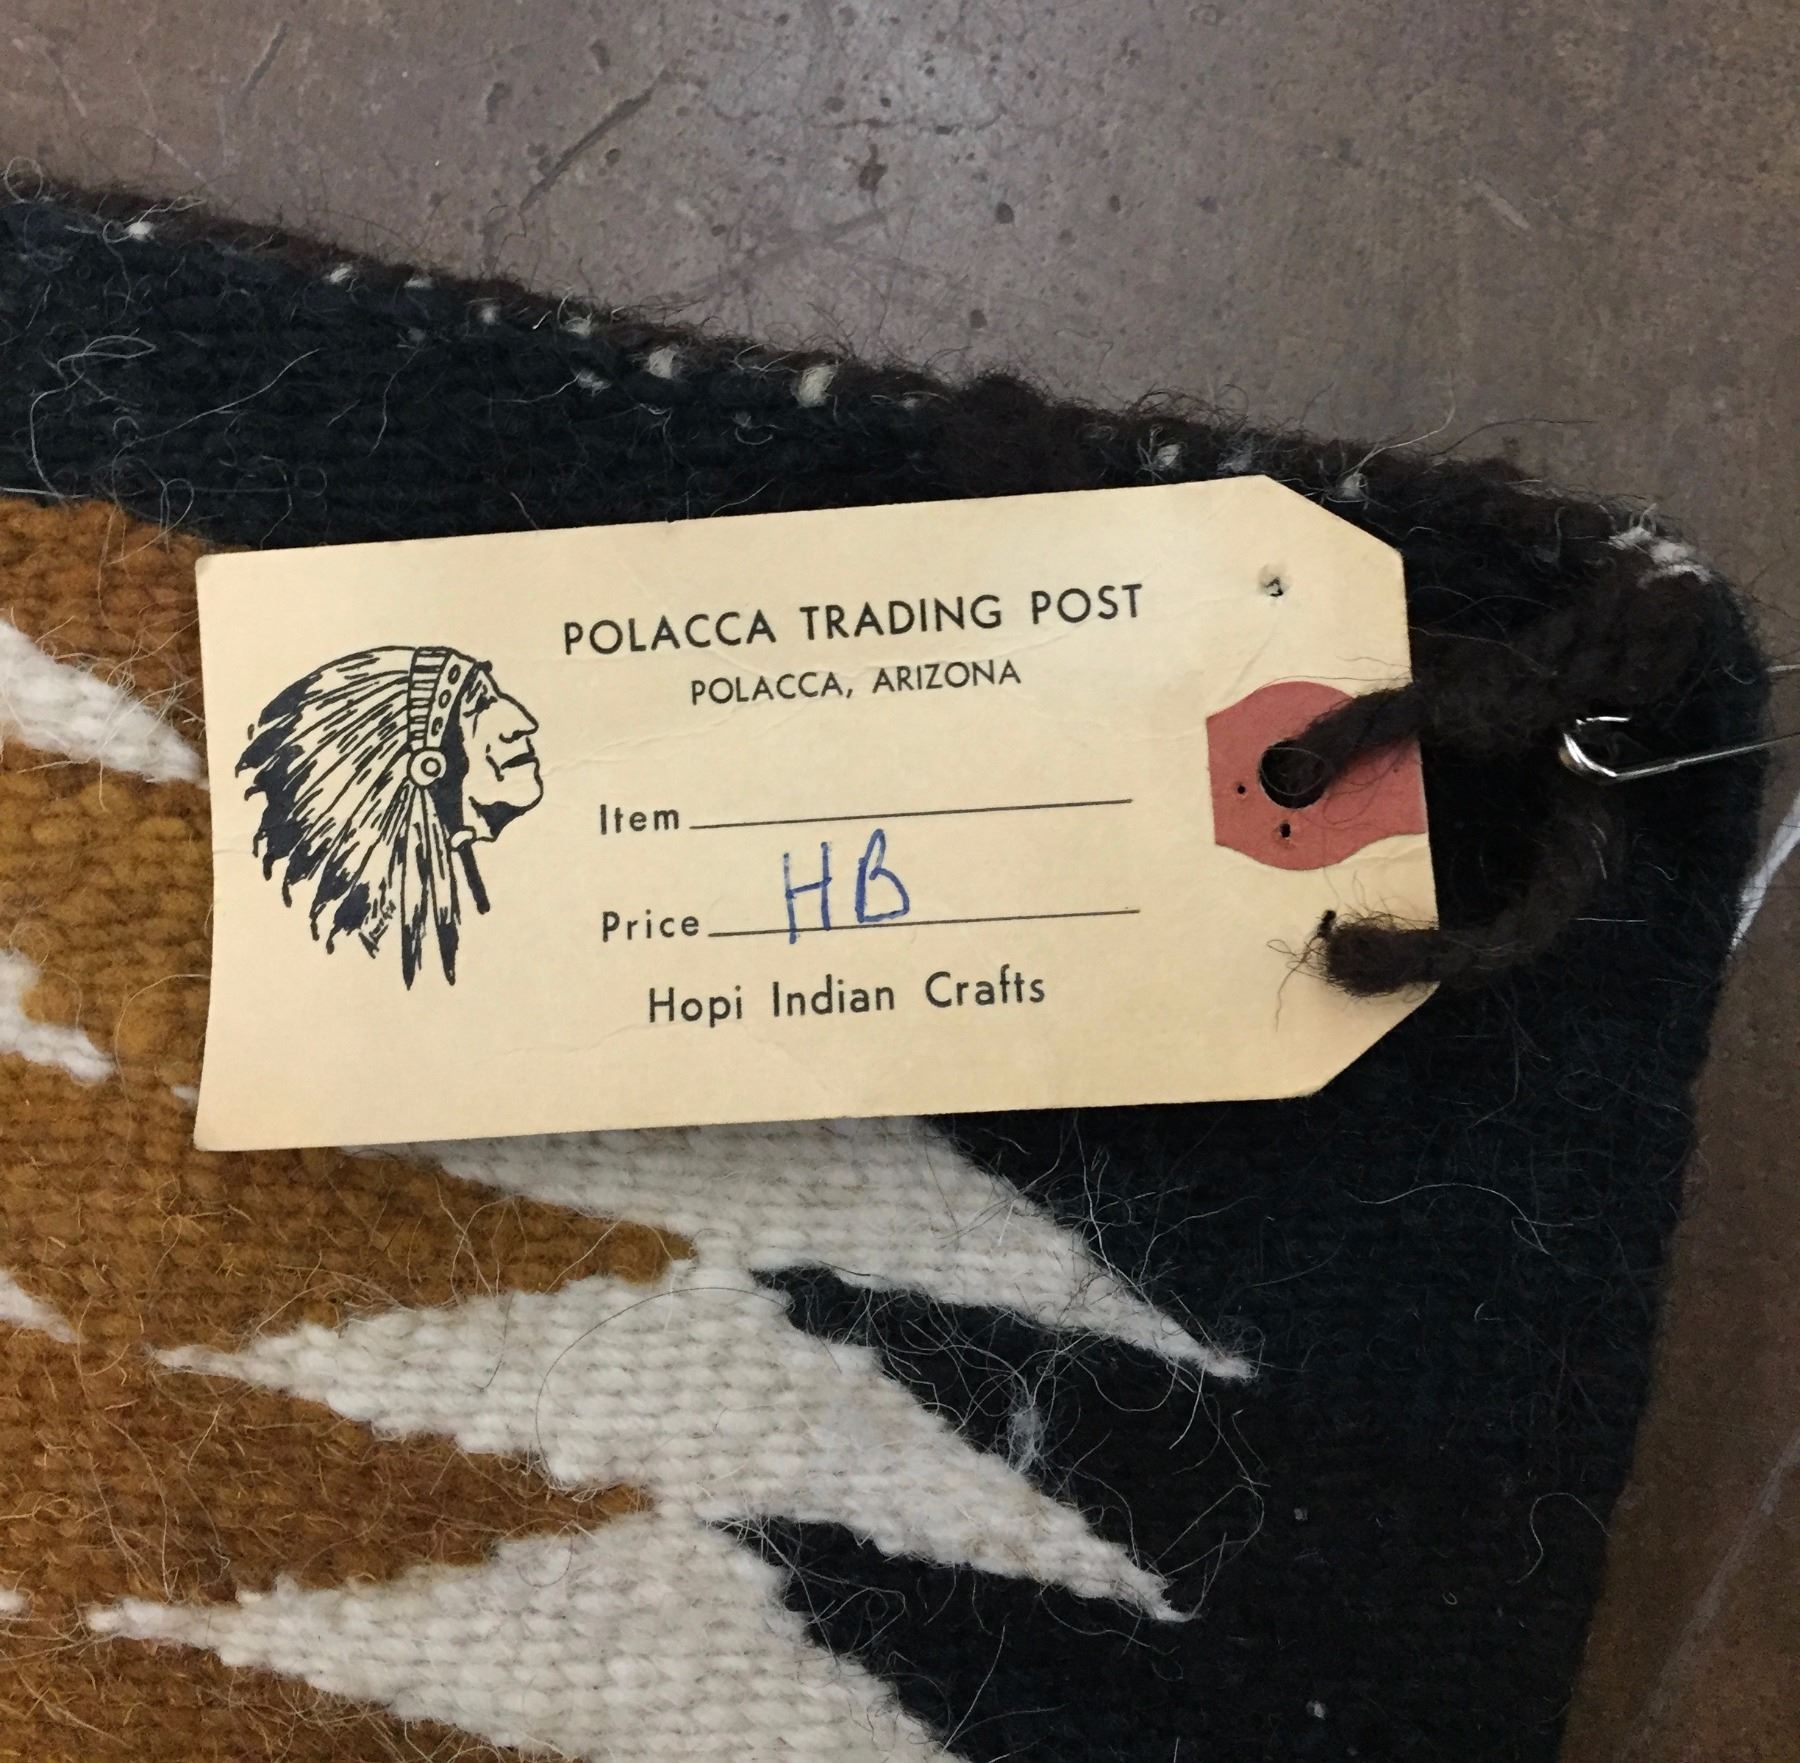 POLACCA TRADING POST
POLACCA, ARIZONA
Item
Price HB
Hopi Indian Crafts